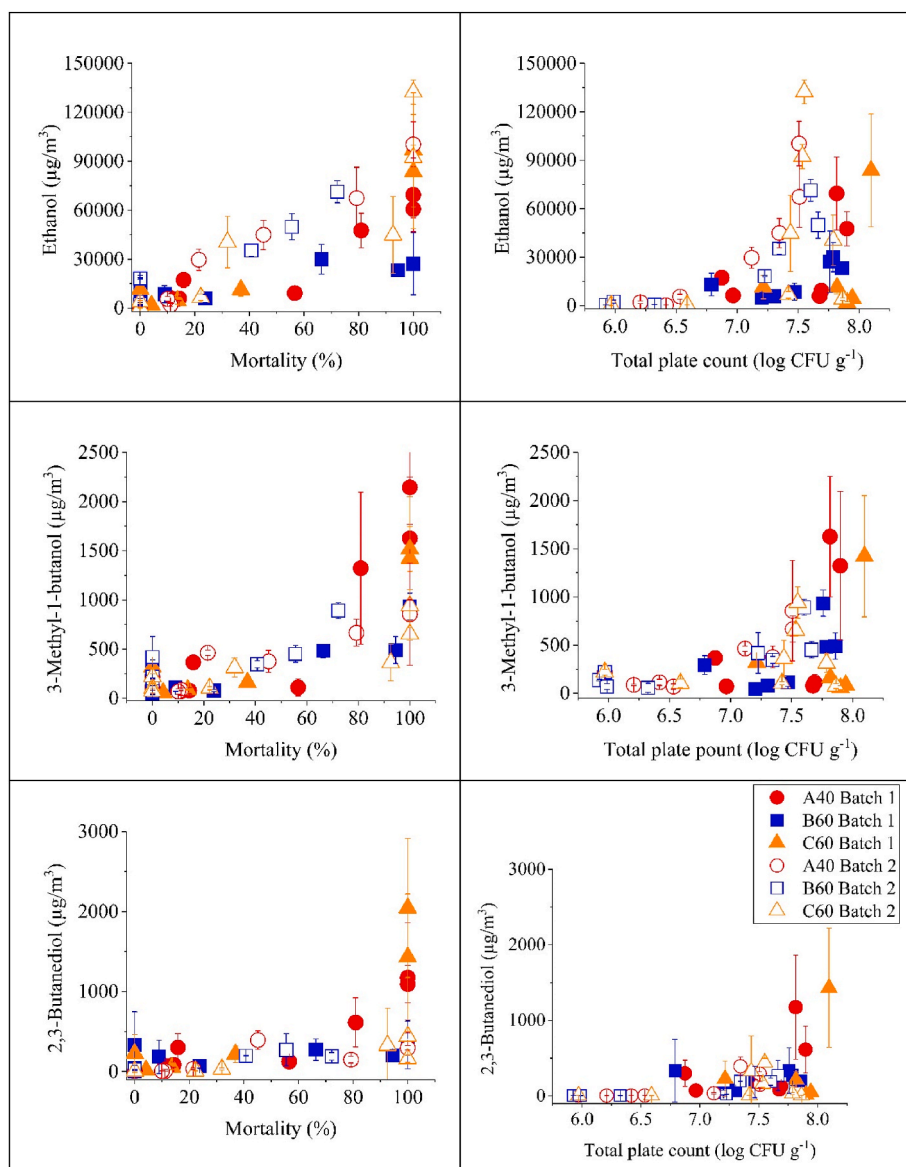 150000
120000
90000
60000
30000
0
Ethanol (µg/m³)
0 20 40 60 80 100
Mortality (%)
150000
120000
90000
60000
30000
0
Ethanol (µg/m³)
6.0 6.5 7.0 7.5 8.0
Total plate count (log CFU g⁻¹)
2500
2000
1500
1000
500
0
3-Methyl-1-butanol (µg/m³)
0 20 40 60 80 100
Mortality (%)
2500
2000
1500
1000
500
0
3-Methyl-1-butanol (µg/m³)
6.0 6.5 7.0 7.5 8.0
Total plate pount (log CFU g⁻¹)
3000
2000
1000
0
2,3-Butanediol (µg/m³)
0 20 40 60 80 100
Mortality (%)
A40 Batch 1
B60 Batch 1
C60 Batch 1
A40 Batch 2
B60 Batch 2
C60 Batch 2
3000
2000
1000
0
2,3-Butanediol (µg/m³)
6.0 6.5 7.0 7.5 8.0
Total plate count (log CFU g⁻¹)